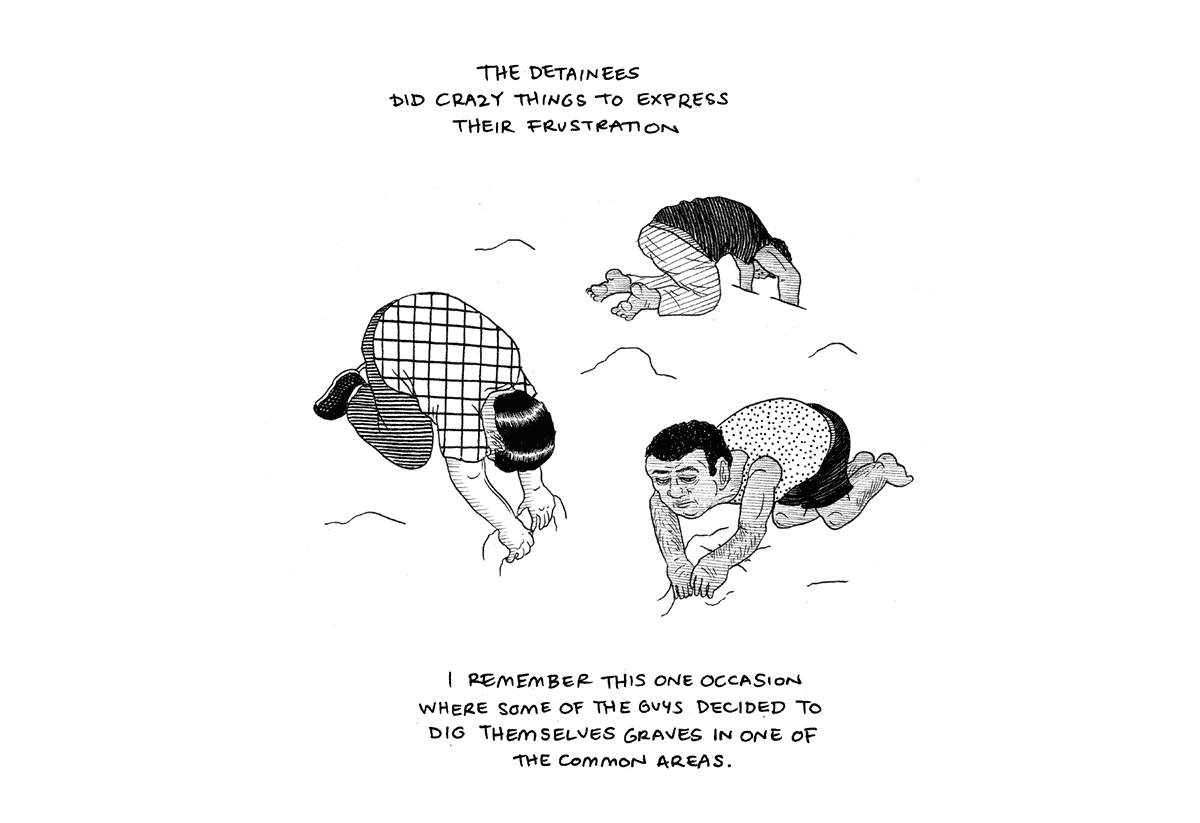 THE DETAINEES
DID CRAZY THINGS TO EXPRESS
THEIR FRUSTRATION
I REMEMBER THIS ONE OCCASION
WHERE SOME OF THE GUYS DECIDED TO
DIG THEMSELVES GRAVES IN ONE OF
THE COMMON AREAS.